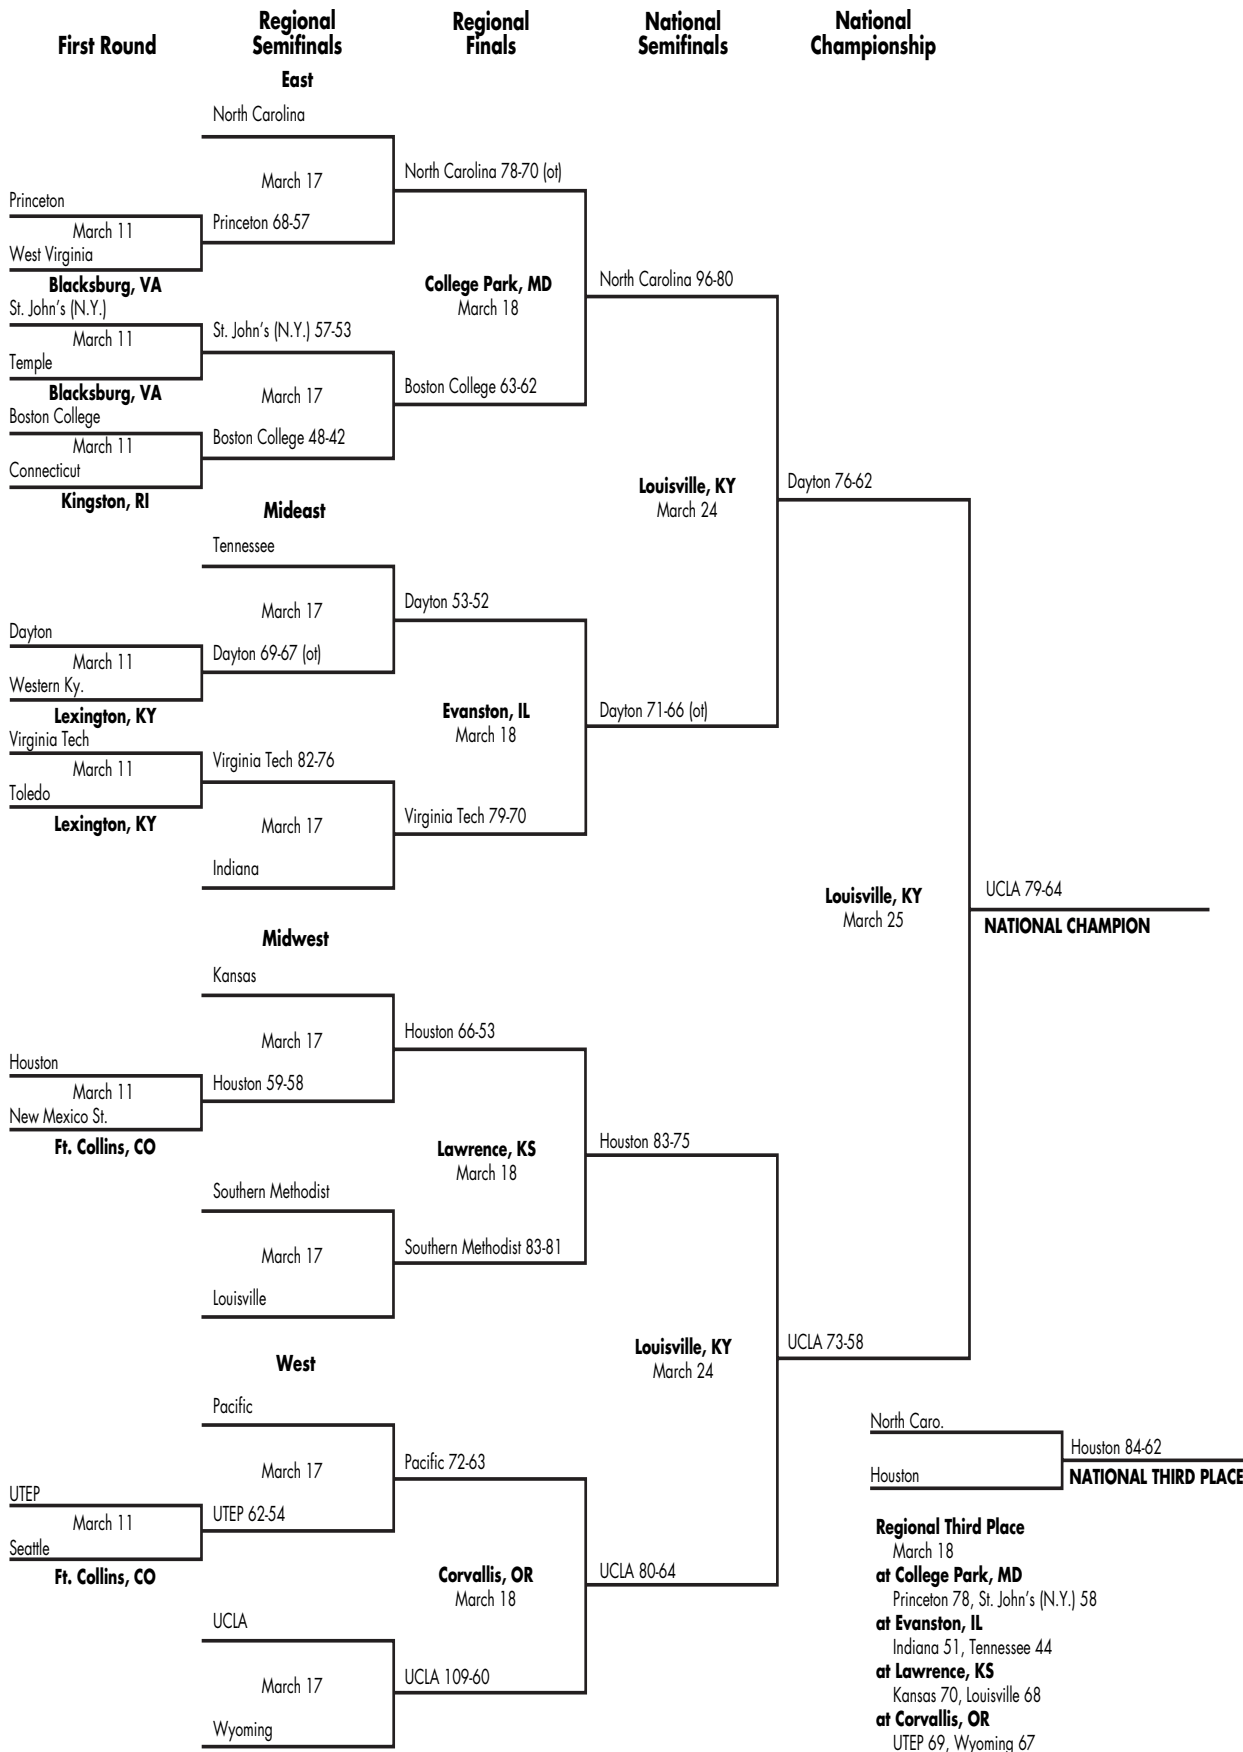 First Round
Regional
Semifinals
Regional
Finals
National
Semifinals
National
Championship
East
North Carolina
March 17
North Carolina 78-70 (ot)
Princeton
March 11
Princeton 68-57
West Virginia
Blacksburg, VA
College Park, MD
March 18
North Carolina 96-80
St. John's (N.Y.)
March 11
St. John's (N.Y.) 57-53
Temple
Blacksburg, VA
March 17
Boston College 63-62
Boston College
March 11
Boston College 48-42
Connecticut
Kingston, RI
Louisville, KY
March 24
Dayton 76-62
Mideast
Tennessee
March 17
Dayton 53-52
Dayton
March 11
Dayton 69-67 (ot)
Western Ky.
Lexington, KY
Evanston, IL
March 18
Dayton 71-66 (ot)
Virginia Tech
March 11
Virginia Tech 82-76
Toledo
Lexington, KY
March 17
Virginia Tech 79-70
Indiana
Louisville, KY
March 25
UCLA 79-64
NATIONAL CHAMPION
Midwest
Kansas
March 17
Houston 66-53
Houston
March 11
Houston 59-58
New Mexico St.
Ft. Collins, CO
Lawrence, KS
March 18
Houston 83-75
Southern Methodist
March 17
Southern Methodist 83-81
Louisville
Louisville, KY
March 24
UCLA 73-58
West
Pacific
March 17
Pacific 72-63
UTEP
March 11
UTEP 62-54
Seattle
Ft. Collins, CO
Corvallis, OR
March 18
UCLA 80-64
UCLA
March 17
UCLA 109-60
Wyoming
North Caro.
Houston 84-62
Houston
NATIONAL THIRD PLACE
Regional Third Place
March 18
at College Park, MD
Princeton 78, St. John's (N.Y.) 58
at Evanston, IL
Indiana 51, Tennessee 44
at Lawrence, KS
Kansas 70, Louisville 68
at Corvallis, OR
UTEP 69, Wyoming 67